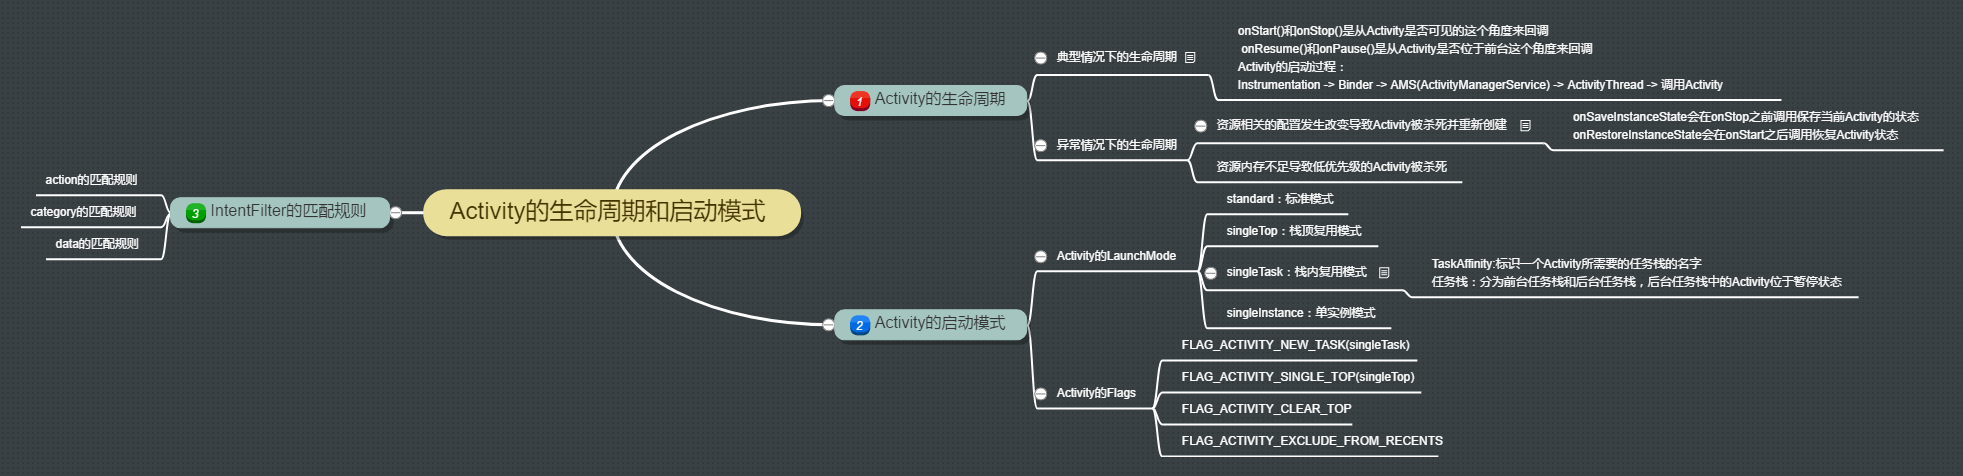 Activity的生命周期和启动模式
1 Activity的生命周期
典型情况下的生命周期
onStart()和onStop()是从Activity是否可见的这个角度来回调
onResume()和onPause()是从Activity是否位于前台这个角度来回调
Activity的启动过程：
Instrumentation -> Binder -> AMS(ActivityManagerService) -> ActivityThread -> 调用Activity
异常情况下的生命周期
资源相关的配置发生改变导致Activity被杀死并重新创建
onSaveInstanceState会在onStop之前调用保存当前Activity的状态
onRestoreInstanceState会在onStart之后调用恢复Activity状态
资源内存不足导致低优先级的Activity被杀死
2 Activity的启动模式
Activity的LaunchMode
standard：标准模式
singleTop：栈顶复用模式
singleTask：栈内复用模式
TaskAffinity:标识一个Activity所需要的任务栈的名字
任务栈：分为前台任务栈和后台任务栈，后台任务栈中的Activity位于暂停状态
singleInstance：单实例模式
Activity的Flags
FLAG_ACTIVITY_NEW_TASK(singleTask)
FLAG_ACTIVITY_SINGLE_TOP(singleTop)
FLAG_ACTIVITY_CLEAR_TOP
FLAG_ACTIVITY_EXCLUDE_FROM_RECENTS
3 IntentFilter的匹配规则
action的匹配规则
category的匹配规则
data的匹配规则